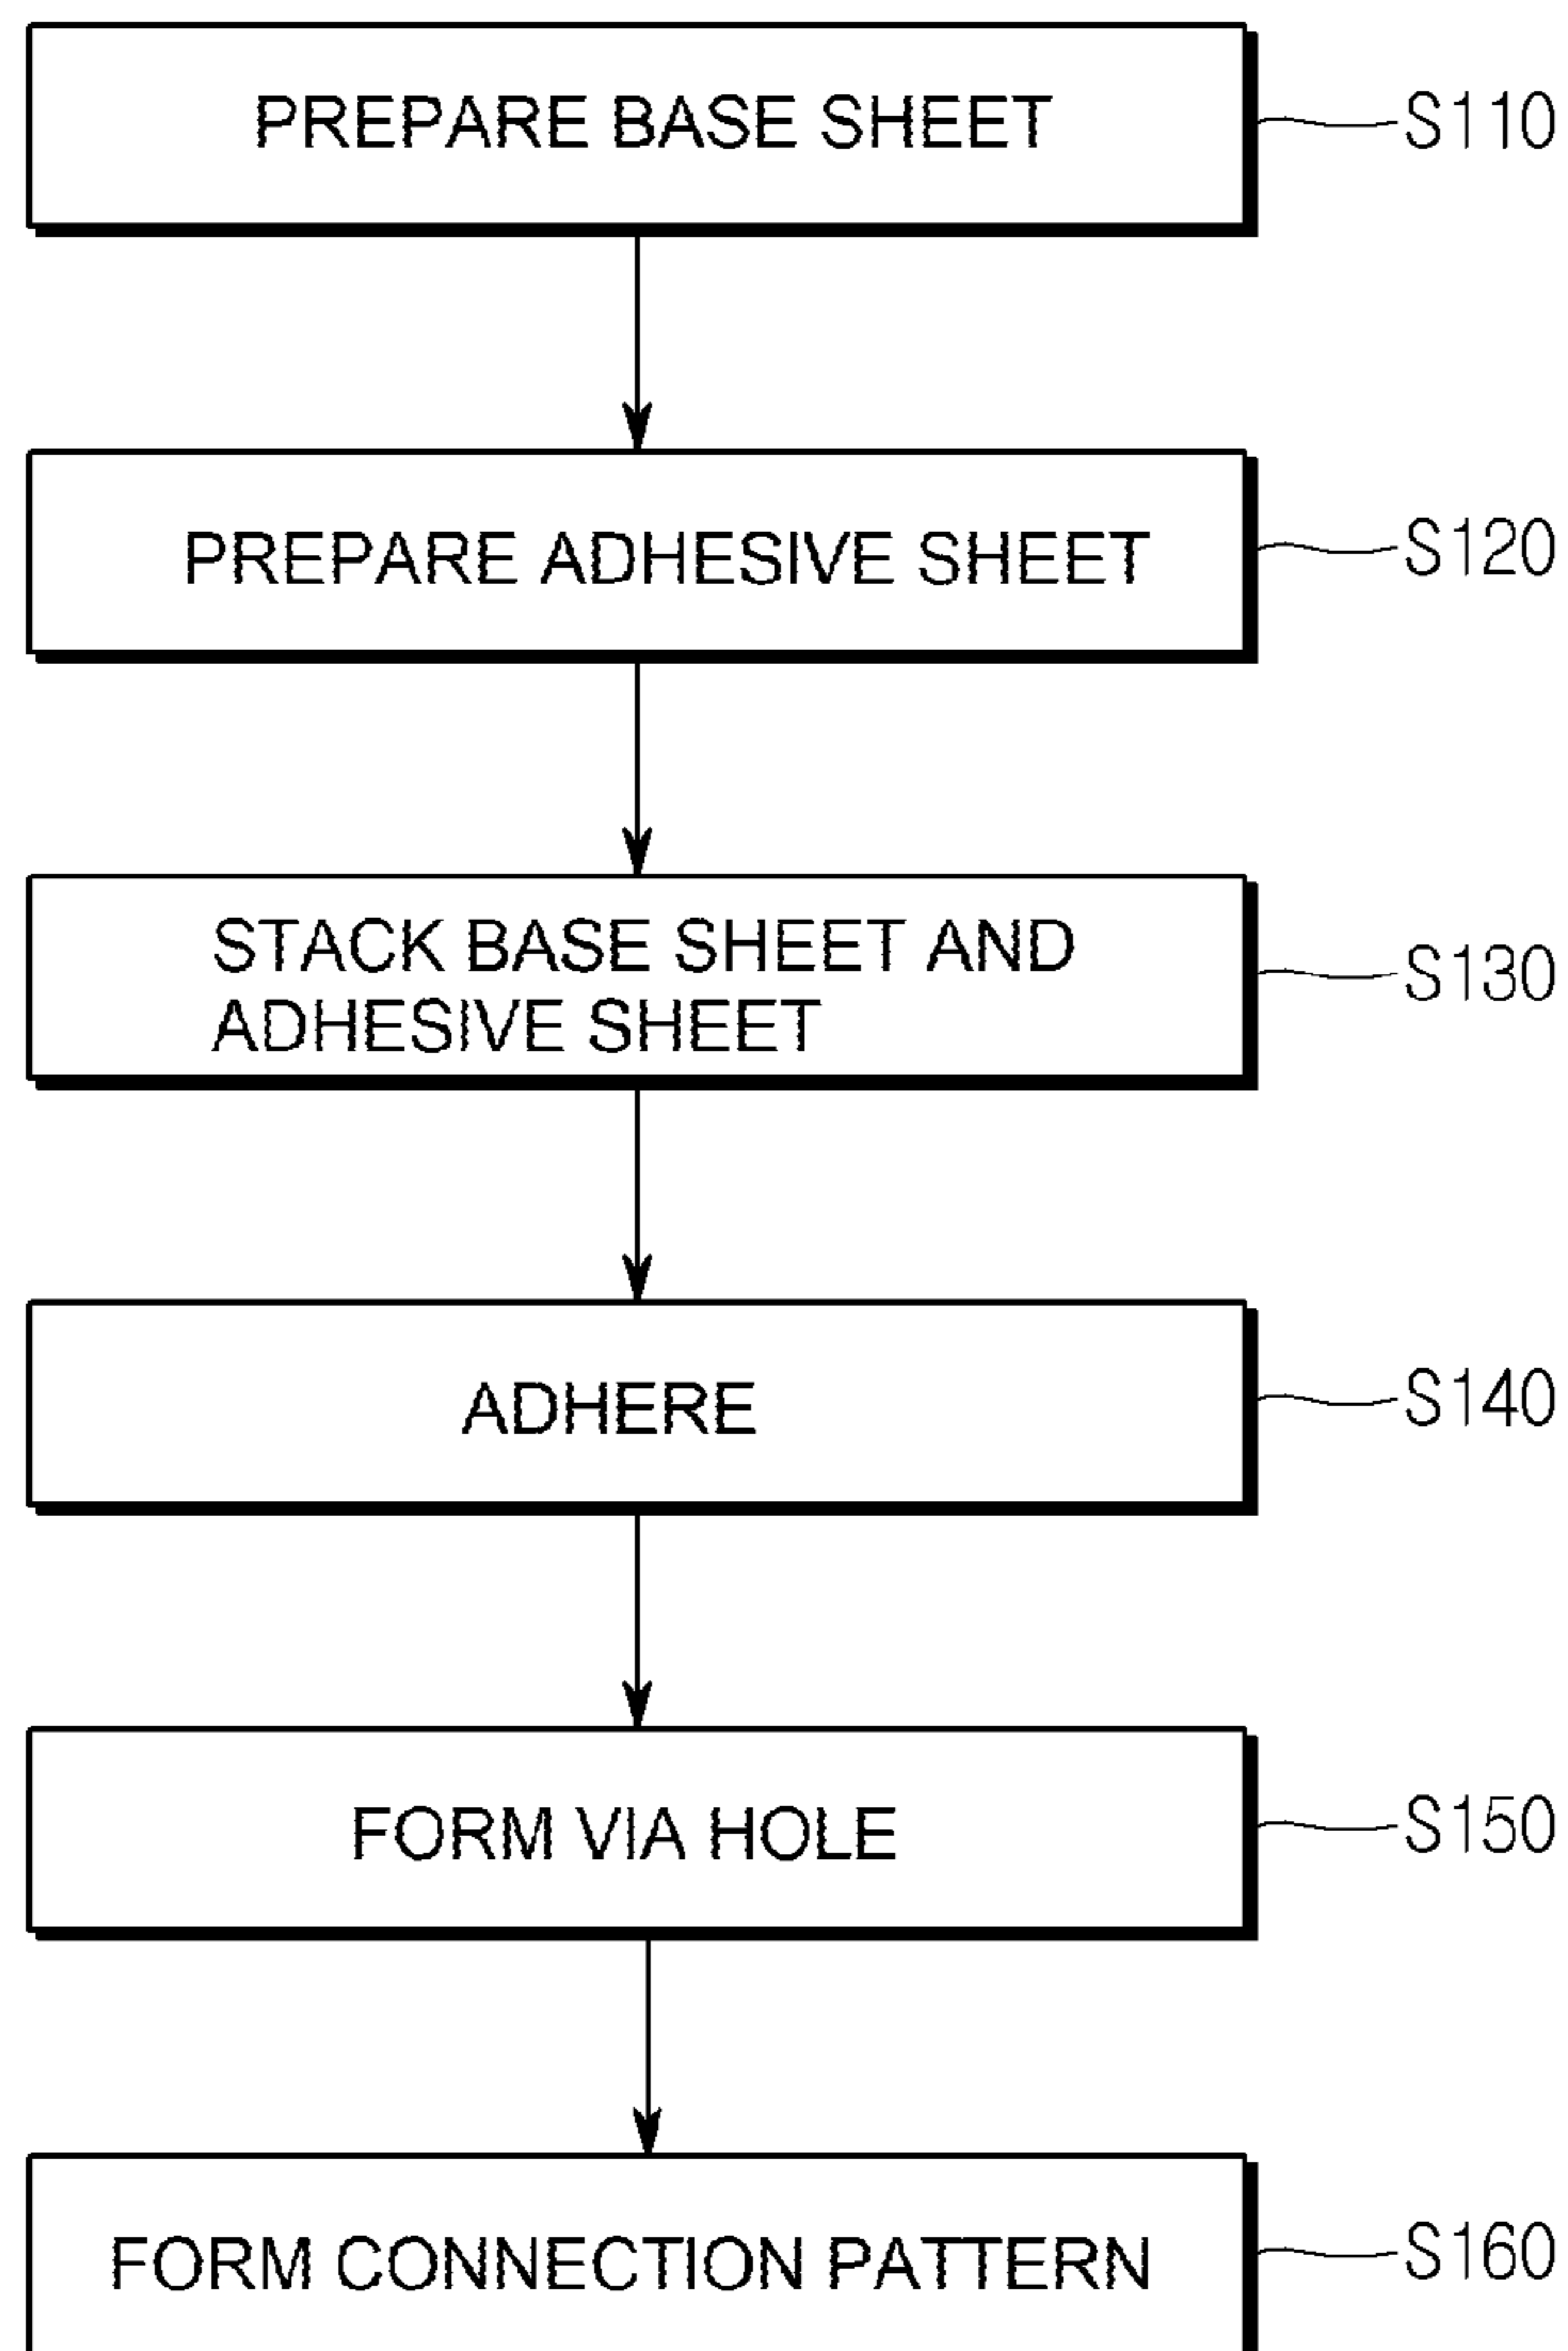 PREPARE BASE SHEET
S110
PREPARE ADHESIVE SHEET
S120
STACK BASE SHEET AND
ADHESIVE SHEET
S130
ADHERE
S140
FORM VIA HOLE
S150
FORM CONNECTION PATTERN
S160